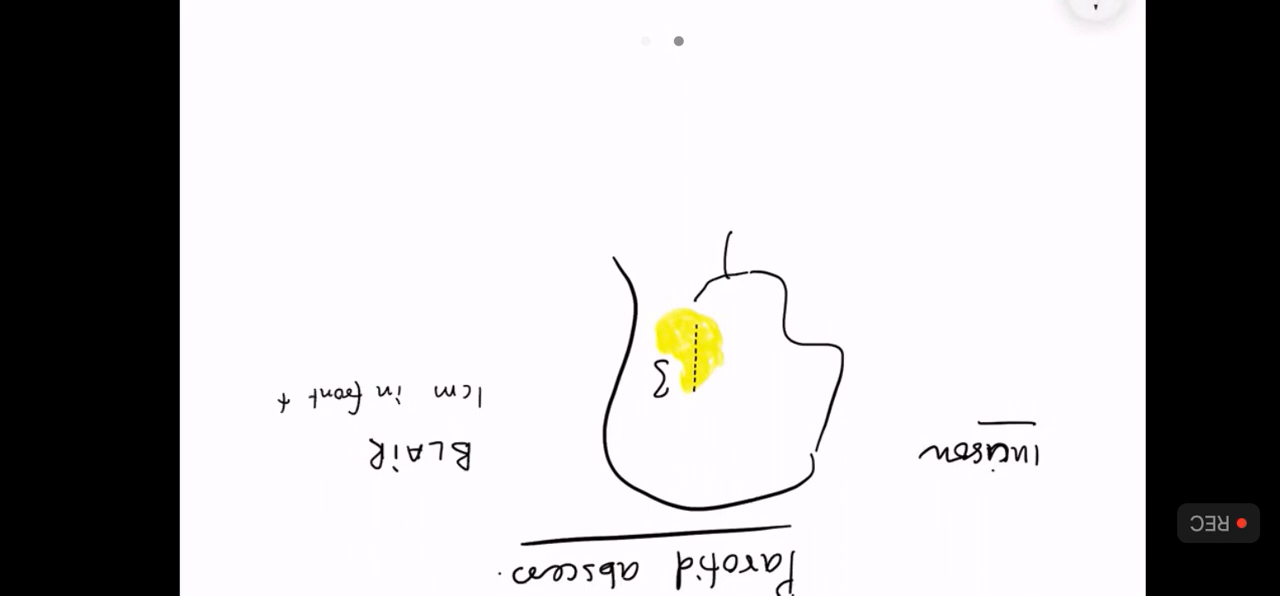 Parotid abscess.
Incision
BLAIR
1cm in front +
REC